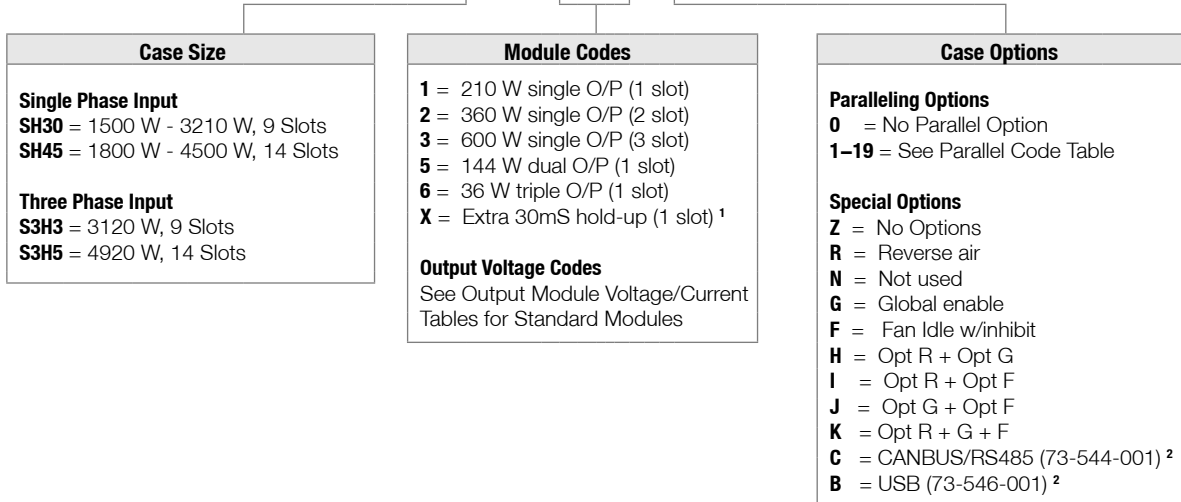 Case Size
Single Phase Input
SH30 = 1500 W - 3210 W, 9 Slots
SH45 = 1800 W - 4500 W, 14 Slots
Three Phase Input
S3H3 = 3120 W, 9 Slots
S3H5 = 4920 W, 14 Slots
Module Codes
1 = 210 W single O/P (1 slot)
2 = 360 W single O/P (2 slot)
3 = 600 W single O/P (3 slot)
5 = 144 W dual O/P (1 slot)
6 = 36 W triple O/P (1 slot)
X = Extra 30mS hold-up (1 slot) ¹
Output Voltage Codes
See Output Module Voltage/Current
Tables for Standard Modules
Case Options
Paralleling Options
0 = No Parallel Option
1–19 = See Parallel Code Table
Special Options
Z = No Options
R = Reverse air
N = Not used
G = Global enable
F = Fan Idle w/inhibit
H = Opt R + Opt G
I = Opt R + Opt F
J = Opt G + Opt F
K = Opt R + G + F
C = CANBUS/RS485 (73-544-001) ²
B = USB (73-546-001) ²